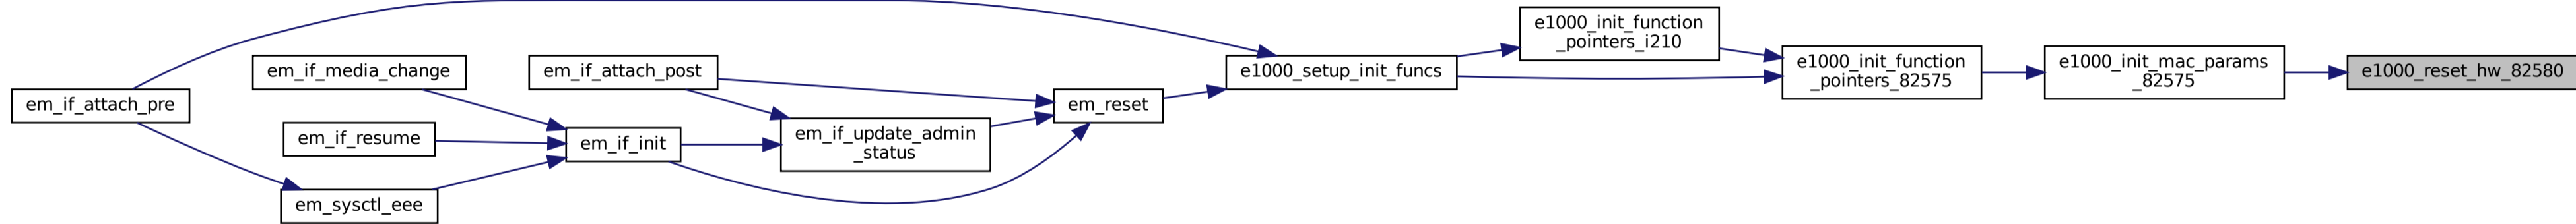 em_if_attach_pre
em_if_media_change
em_if_resume
em_sysctl_eee
em_if_attach_post
em_if_init
em_if_update_admin
_status
em_reset
e1000_setup_init_funcs
e1000_init_function
_pointers_i210
e1000_init_function
_pointers_82575
e1000_init_mac_params
_82575
e1000_reset_hw_82580